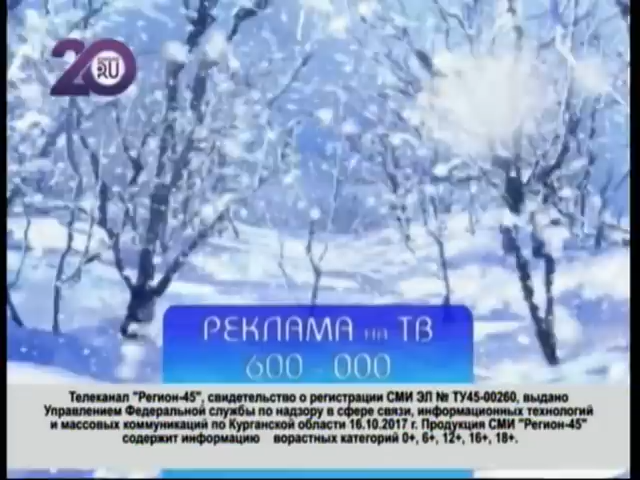 20
RU
РЕКЛАМА НА ТВ
600 - 000
Телеканал "Регион-45", свидетельство о регистрации СМИ ЭЛ № ТУ45-00260, выдано
Управлением Федеральной службы по надзору в сфере связи, информационных технологий
и массовых коммуникаций по Курганской области 16.10.2017 г. Продукция СМИ "Регион-45"
содержит информацию ворастных категорий 0+, 6+, 12+, 16+, 18+.